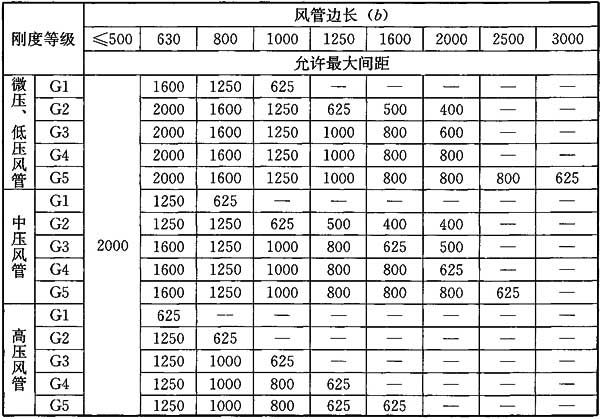 刚度等级 风管边长（b）
≤500 630 800 1000 1250 1600 2000 2500 3000
允许最大间距
微压、低压风管 G1 2000 1600 1250 625 — — — — —
G2 2000 1600 1250 625 500 400 — —
G3 2000 1600 1250 1000 800 600 — —
G4 2000 1600 1250 1000 800 800 — —
G5 2000 1600 1250 1000 800 800 800 625
中压风管 G1 1250 625 — — — — — —
G2 1250 1250 625 500 400 400 — —
G3 1600 1250 1000 800 625 500 — —
G4 1600 1250 1000 800 800 625 — —
G5 1600 1250 1000 800 800 800 625 —
高压风管 G1 625 — — — — — — —
G2 1250 625 — — — — — —
G3 1250 1000 625 — — — — —
G4 1250 1000 800 625 — — — —
G5 1250 1000 800 625 625 — — —